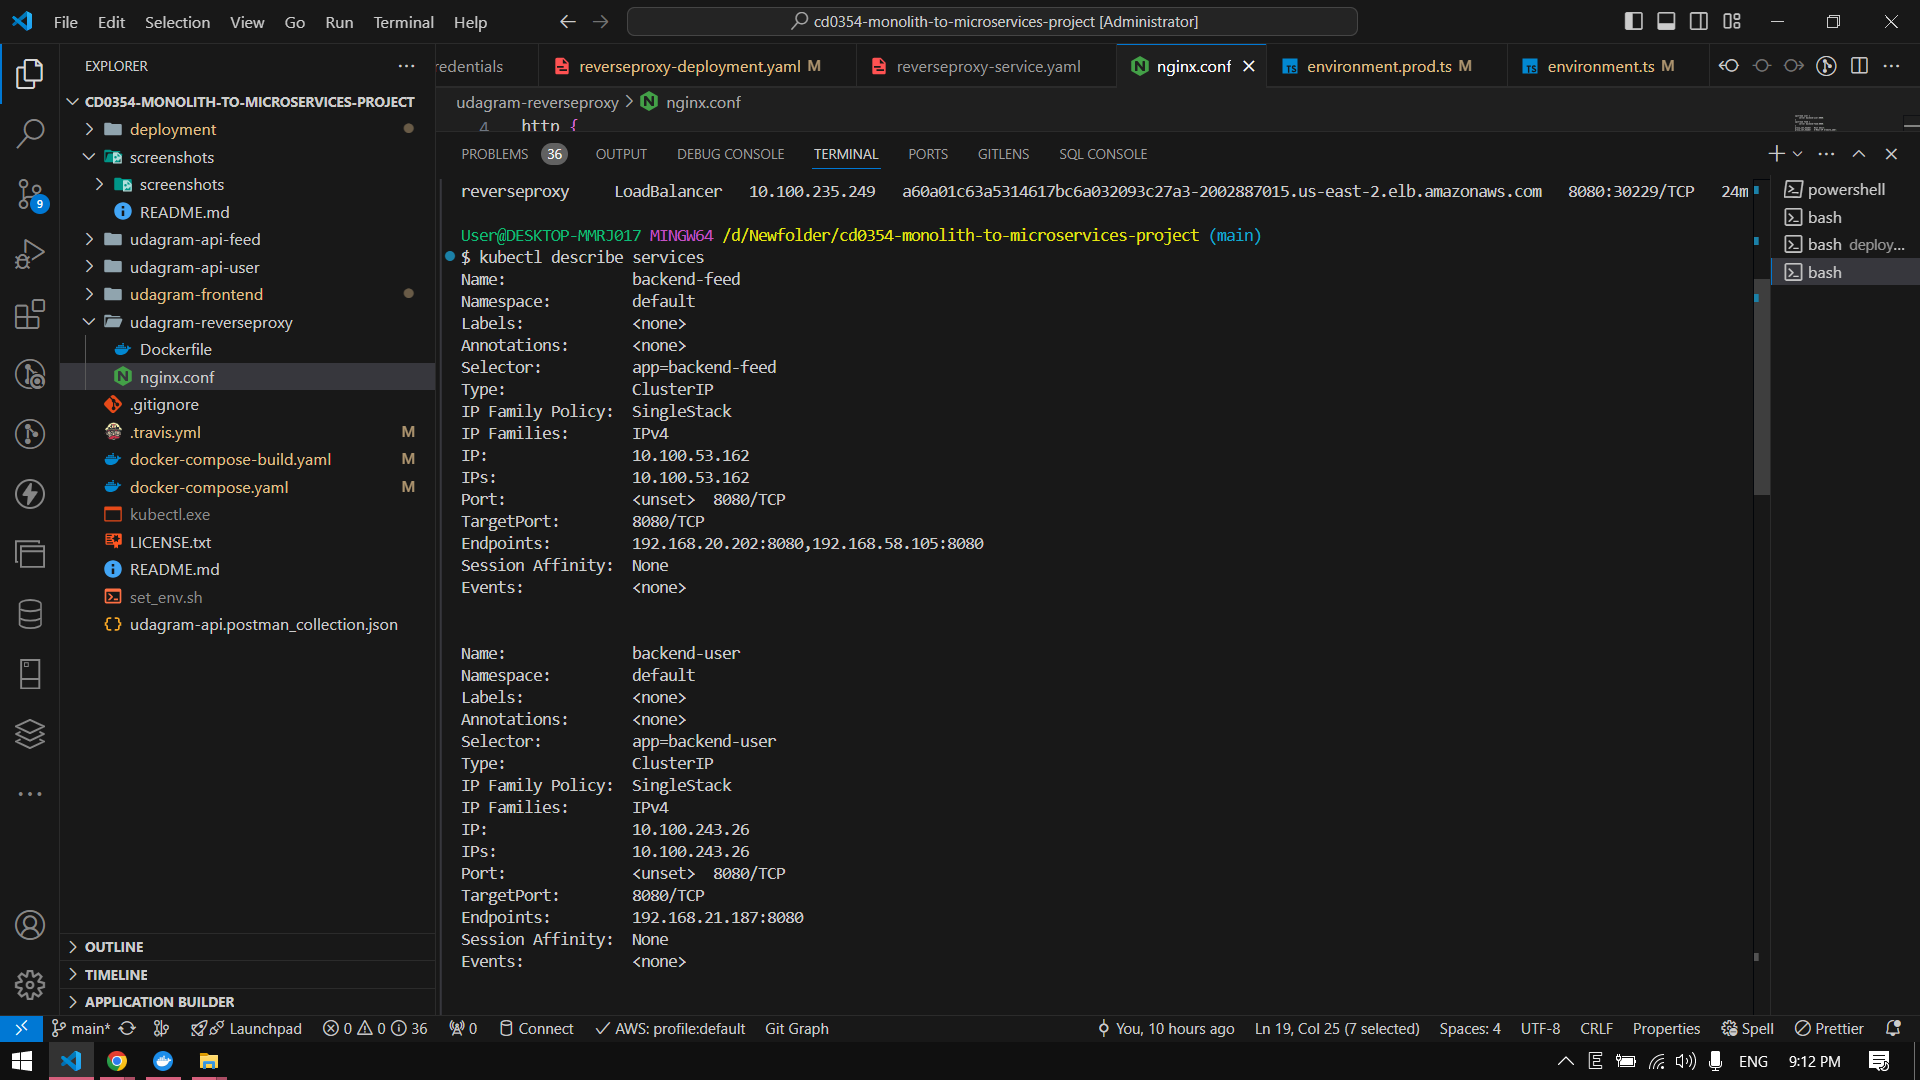 File Edit Selection View Go Run Terminal Help
cd0354-monolith-to-microservices-project [Administrator]
EXPLORER
redentials
reverseproxy-deployment.yaml M
reverseproxy-service.yaml
nginx.conf
environment.prod.ts M
environment.ts M
CD0354-MONOLITH-TO-MICROSERVICES-PROJECT
deployment
screenshots
screenshots
README.md
udagram-api-feed
udagram-api-user
udagram-frontend
udagram-reverseproxy
Dockerfile
nginx.conf
.gitignore
.travis.yml M
docker-compose-build.yaml M
docker-compose.yaml M
kubectl.exe
LICENSE.txt
README.md
set_env.sh
udagram-api.postman_collection.json
OUTLINE
TIMELINE
APPLICATION BUILDER
9
udagram-reverseproxy > nginx.conf
4 http {
PROBLEMS 36 OUTPUT DEBUG CONSOLE TERMINAL PORTS GITLENS SQL CONSOLE
reverseproxy LoadBalancer 10.100.235.249 a60a01c63a5314617bc6a032093c27a3-2002887015.us-east-2.elb.amazonaws.com 8080:30229/TCP 24m
User@DESKTOP-MMRJ017 MINGW64 /d/Newfolder/cd0354-monolith-to-microservices-project (main)
$ kubectl describe services
Name: backend-feed
Namespace: default
Labels: <none>
Annotations: <none>
Selector: app=backend-feed
Type: ClusterIP
IP Family Policy: SingleStack
IP Families: IPv4
IP: 10.100.53.162
IPs: 10.100.53.162
Port: <unset> 8080/TCP
TargetPort: 8080/TCP
Endpoints: 192.168.20.202:8080,192.168.58.105:8080
Session Affinity: None
Events: <none>
Name: backend-user
Namespace: default
Labels: <none>
Annotations: <none>
Selector: app=backend-user
Type: ClusterIP
IP Family Policy: SingleStack
IP Families: IPv4
IP: 10.100.243.26
IPs: 10.100.243.26
Port: <unset> 8080/TCP
TargetPort: 8080/TCP
Endpoints: 192.168.21.187:8080
Session Affinity: None
Events: <none>
powershell
bash
bash deploy...
bash
main* Launchpad 0 0 36 0 Connect AWS: profile:default Git Graph You, 10 hours ago Ln 19, Col 25 (7 selected) Spaces: 4 UTF-8 CRLF Properties Spell Prettier
ENG 9:12 PM